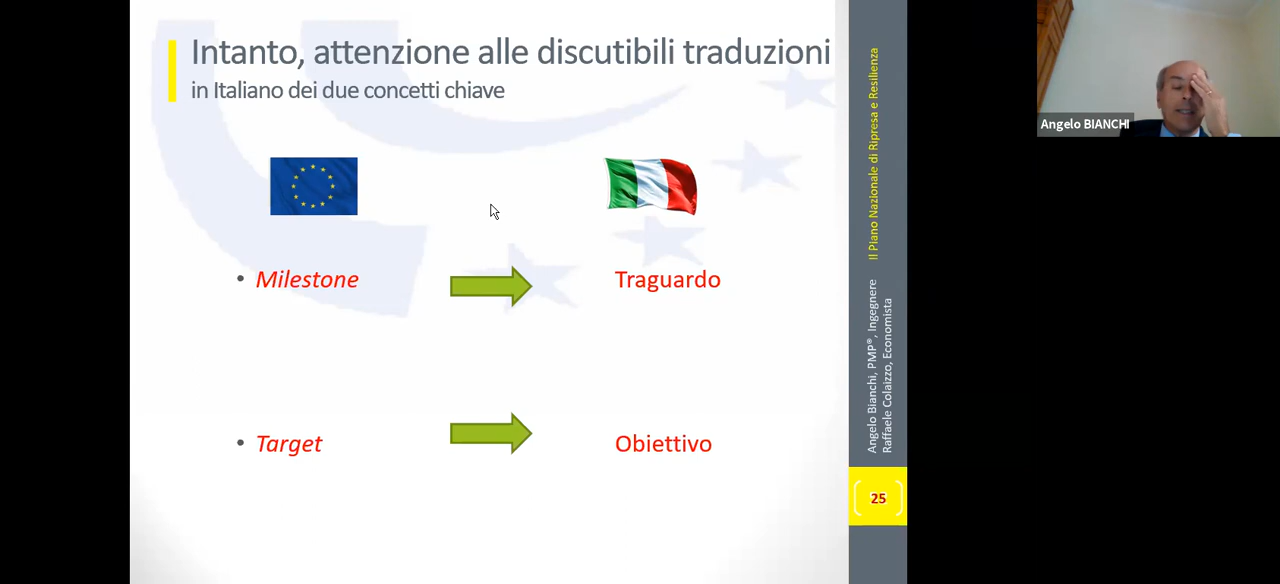 Intanto, attenzione alle discutibili traduzioni
in Italiano dei due concetti chiave
• Milestone
Traguardo
• Target
Obiettivo
Il Piano Nazionale di Ripresa e Resilienza
Angelo Bianchi, PMP®, Ingegnere
Raffaele Colaizzo, Economista
25
Angelo BIANCHI